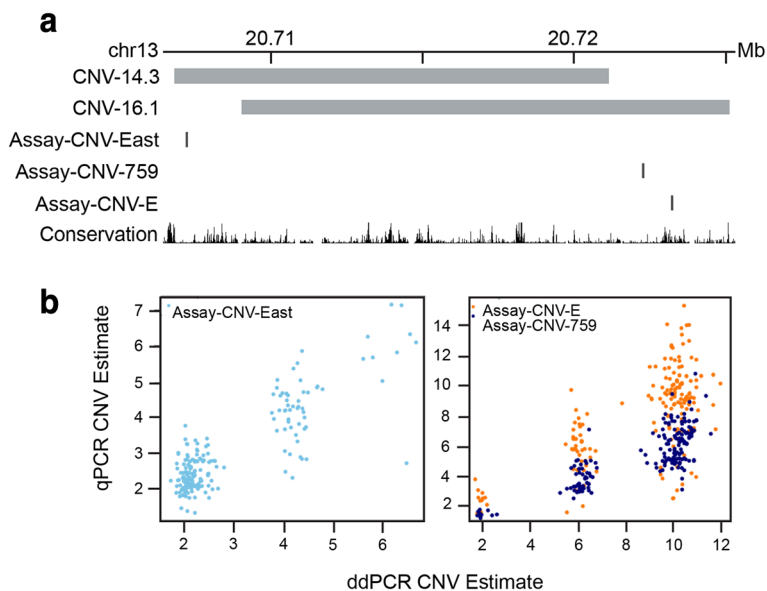 a
20.71 20.72
chr13 Mb
CNV-14.3
CNV-16.1
Assay-CNV-East
Assay-CNV-759
Assay-CNV-E
Conservation
b
qPCR CNV Estimate
Assay-CNV-East
7
6
5
4
3
2
2 3 4 5 6
Assay-CNV-E
Assay-CNV-759
14
12
10
8
6
4
2
2 4 6 8 10 12
ddPCR CNV Estimate